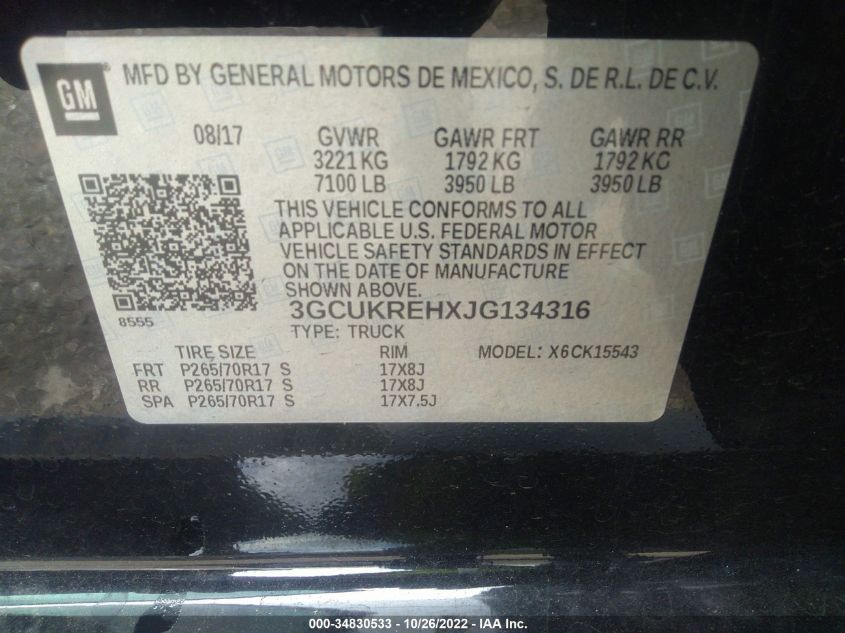 GM ® MFD BY GENERAL MOTORS DE MEXICO, S. DE R.L. DE C.V.
08/17 GVWR GAWR FRT GAWR RR
3221 KG 1792 KG 1792 KG
7100 LB 3950 LB 3950 LB
THIS VEHICLE CONFORMS TO ALL
APPLICABLE U.S. FEDERAL MOTOR
VEHICLE SAFETY STANDARDS IN EFFECT
ON THE DATE OF MANUFACTURE
SHOWN ABOVE.
8555
3GCUKREHXJG134316
TYPE: TRUCK
TIRE SIZE RIM MODEL: X6CK15543
FRT P265/70R17 S 17X8J
RR P265/70R17 S 17X8J
SPA P265/70R17 S 17X7.5J
000-34830533 - 10/26/2022 - IAA Inc.